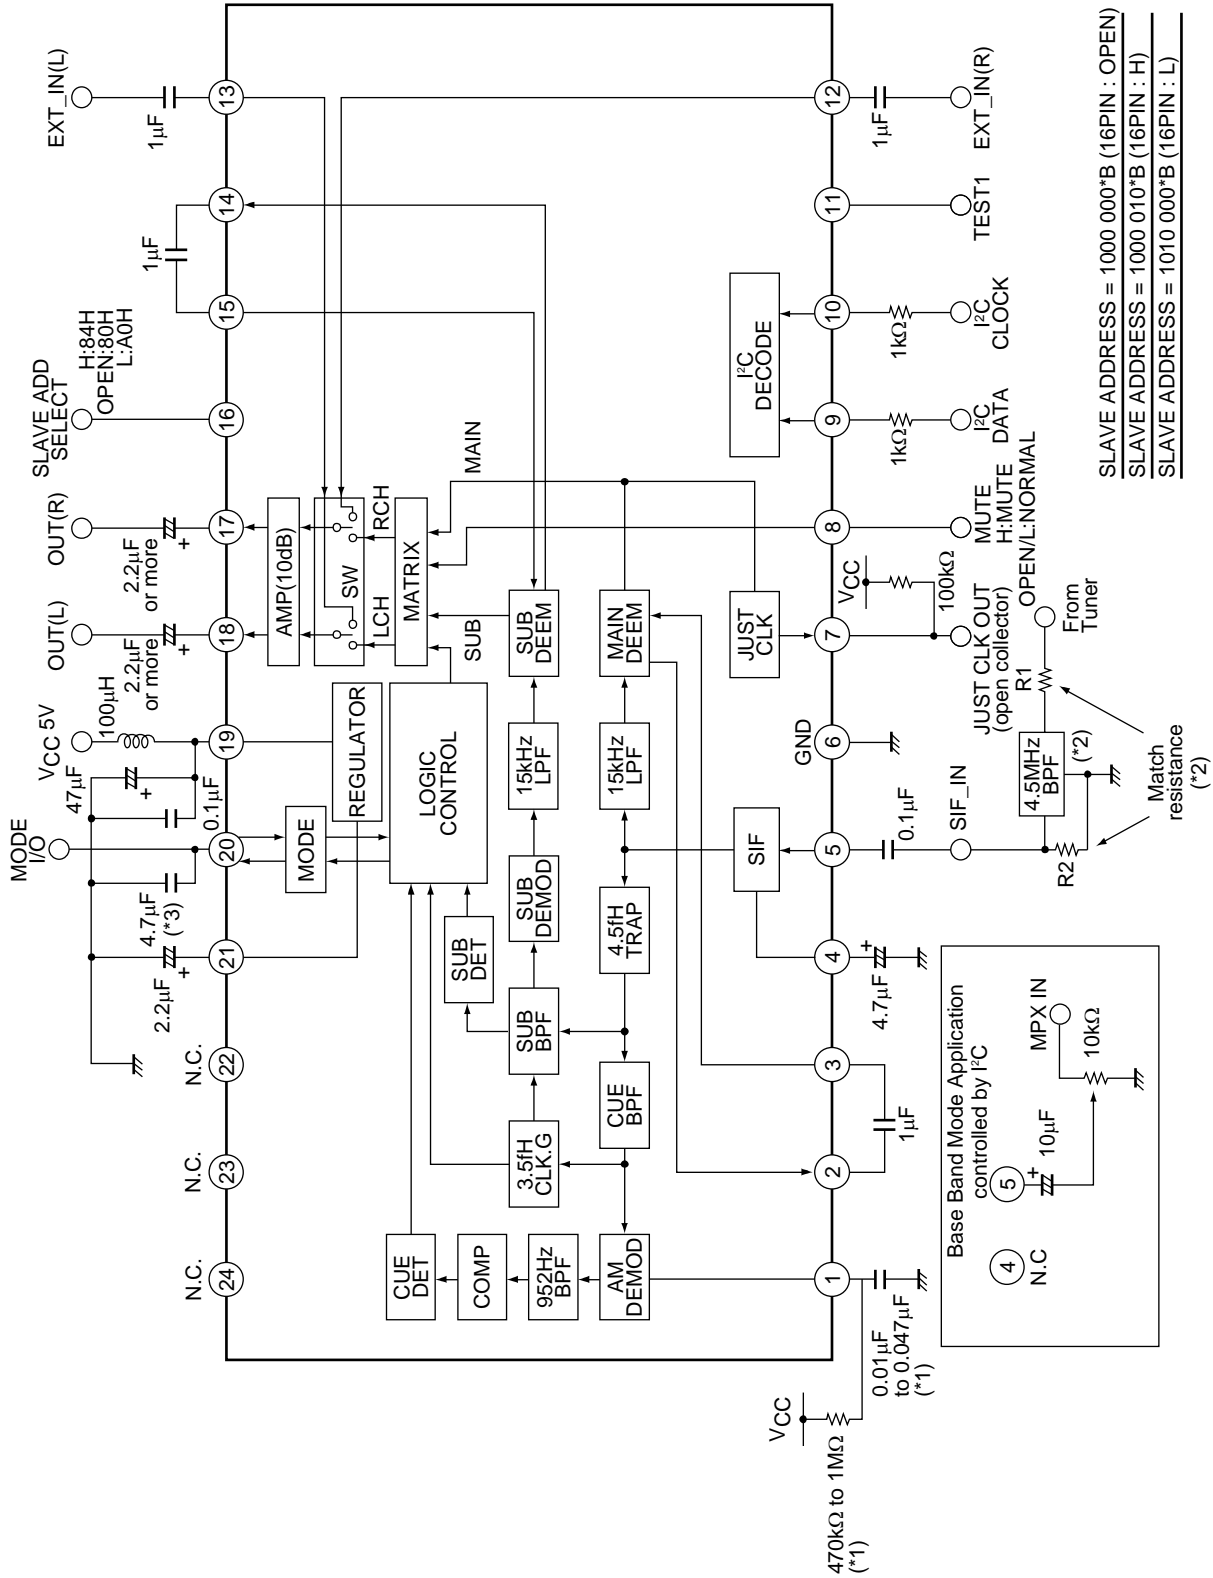 N.C.
24
N.C.
23
N.C.
22
2.2µF
+
21
4.7µF
(*3)
MODE
I/O
20
0.1µF
47µF
+
VCC 5V
100µH
19
OUT(L)
2.2µF
or more
+
18
OUT(R)
2.2µF
or more
+
17
SLAVE ADD
SELECT
H:84H
OPEN:80H
L:A0H
16
15
1µF
14
EXT_IN(L)
1µF
13
CUE
DET
COMP
952Hz
BPF
AM
DEMOD
3.5fH
CLK.G
CUE
BPF
SUB
BPF
SUB
DET
SUB
DEMOD
4.5fH
TRAP
MODE
LOGIC
CONTROL
REGULATOR
15kHz
LPF
15kHz
LPF
SIF
AMP(10dB)
SW
LCH
RCH
MATRIX
SUB
MAIN
SUB
DEEM
MAIN
DEEM
JUST
CLK
I²C
DECODE
1
VCC
470kΩ to 1MΩ
(*1)
0.01µF
to 0.047µF
(*1)
2
1µF
3
4
+
4.7µF
5
0.1µF
SIF_IN
GND
6
7
VCC
100kΩ
JUST CLK OUT
(open collector)
8
MUTE
H:MUTE
OPEN/L:NORMAL
9
1kΩ
I²C
DATA
10
1kΩ
I²C
CLOCK
11
TEST1
12
1µF
EXT_IN(R)
R2
4.5MHz
BPF
(*2)
R1
From
Tuner
Match
resistance
(*2)
Base Band Mode Application
controlled by I²C
4
N.C
5
+
10µF
MPX IN
10kΩ
SLAVE ADDRESS = 1000 000*B (16PIN : OPEN)
SLAVE ADDRESS = 1000 010*B (16PIN : H)
SLAVE ADDRESS = 1010 000*B (16PIN : L)